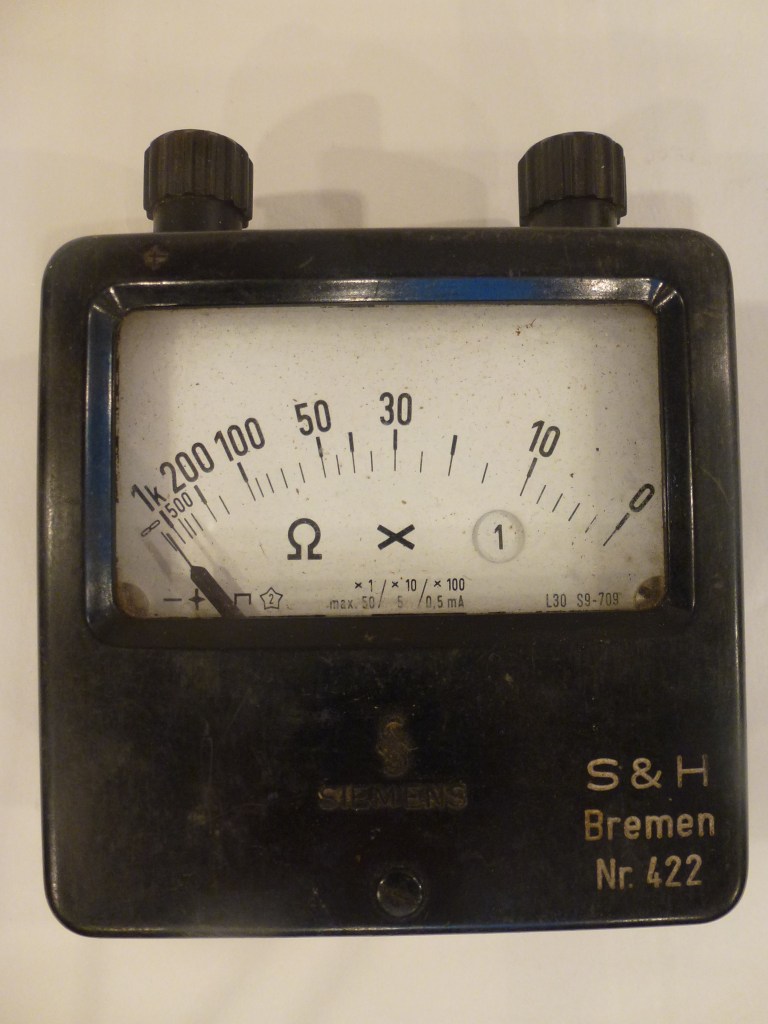 1k 200 100 50 30 10 0
∞ 500
Ω × 1
× 1 / × 10 / × 100
max. 50 / 5 / 0,5 mA
2
L30 S9-709
SIEMENS
S & H
Bremen
Nr. 422